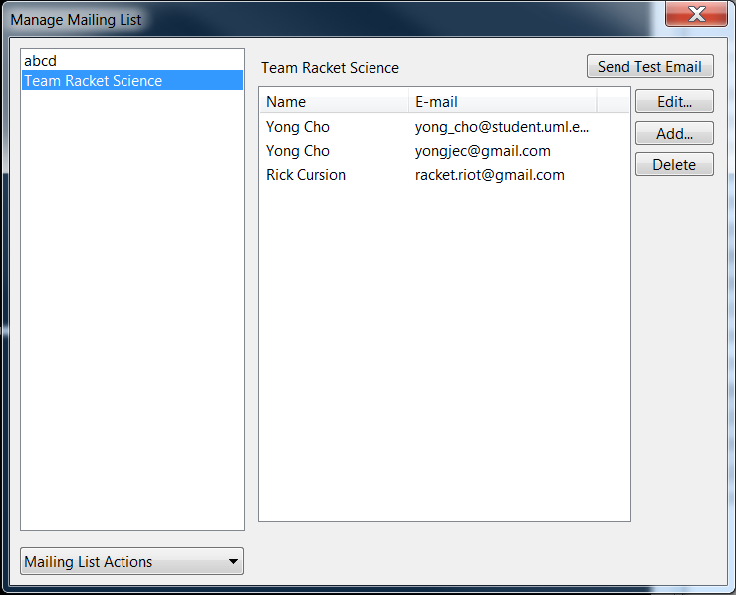 Manage Mailing List
abcd
Team Racket Science
Team Racket Science
Send Test Email
Name E-mail
Yong Cho yong_cho@student.uml.e...
Yong Cho yongjec@gmail.com
Rick Cursion racket.riot@gmail.com
Edit...
Add...
Delete
Mailing List Actions